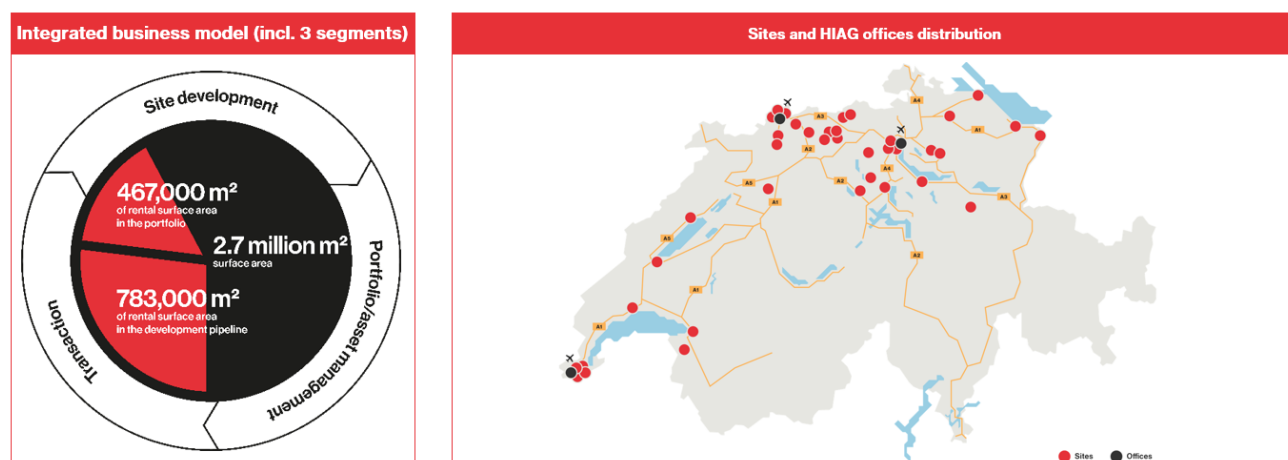 Integrated business model (incl. 3 segments)
Site development
467,000 m²
of rental surface area
in the portfolio
2.7 million m²
surface area
783,000 m²
of rental surface area
in the development pipeline
Transaction
Portfolio/asset management
Sites and HIAG offices distribution
A4
A3
A1
A2
A4
A2
A5
A1
A3
A5
A2
A1
A1
Sites
Offices